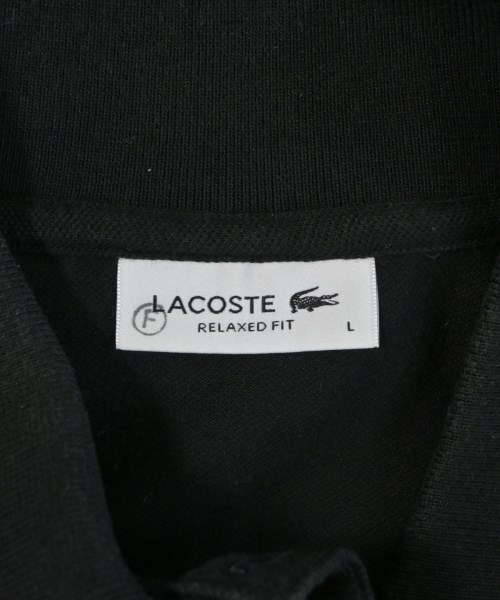 LACOSTE
F
RELAXED FIT L